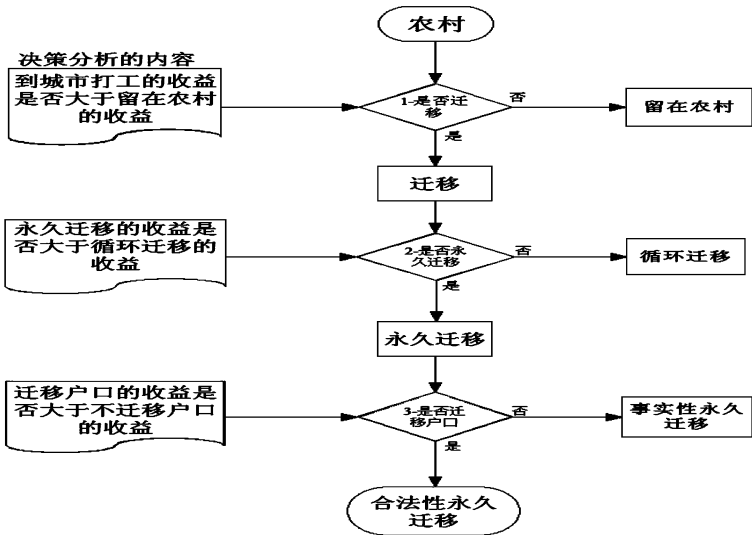 农村
决策分析的内容
到城市打工的收益
是否大于留在农村
的收益
1-是否迁
移
否
留在农村
是
迁移
永久迁移的收益是
否大于循环迁移的
收益
2-是否永
久迁移
否
循环迁移
是
永久迁移
迁移户口的收益是
否大于不迁移户口
的收益
3-是否迁
移户口
否
事实性永久
迁移
是
合法性永久
迁移